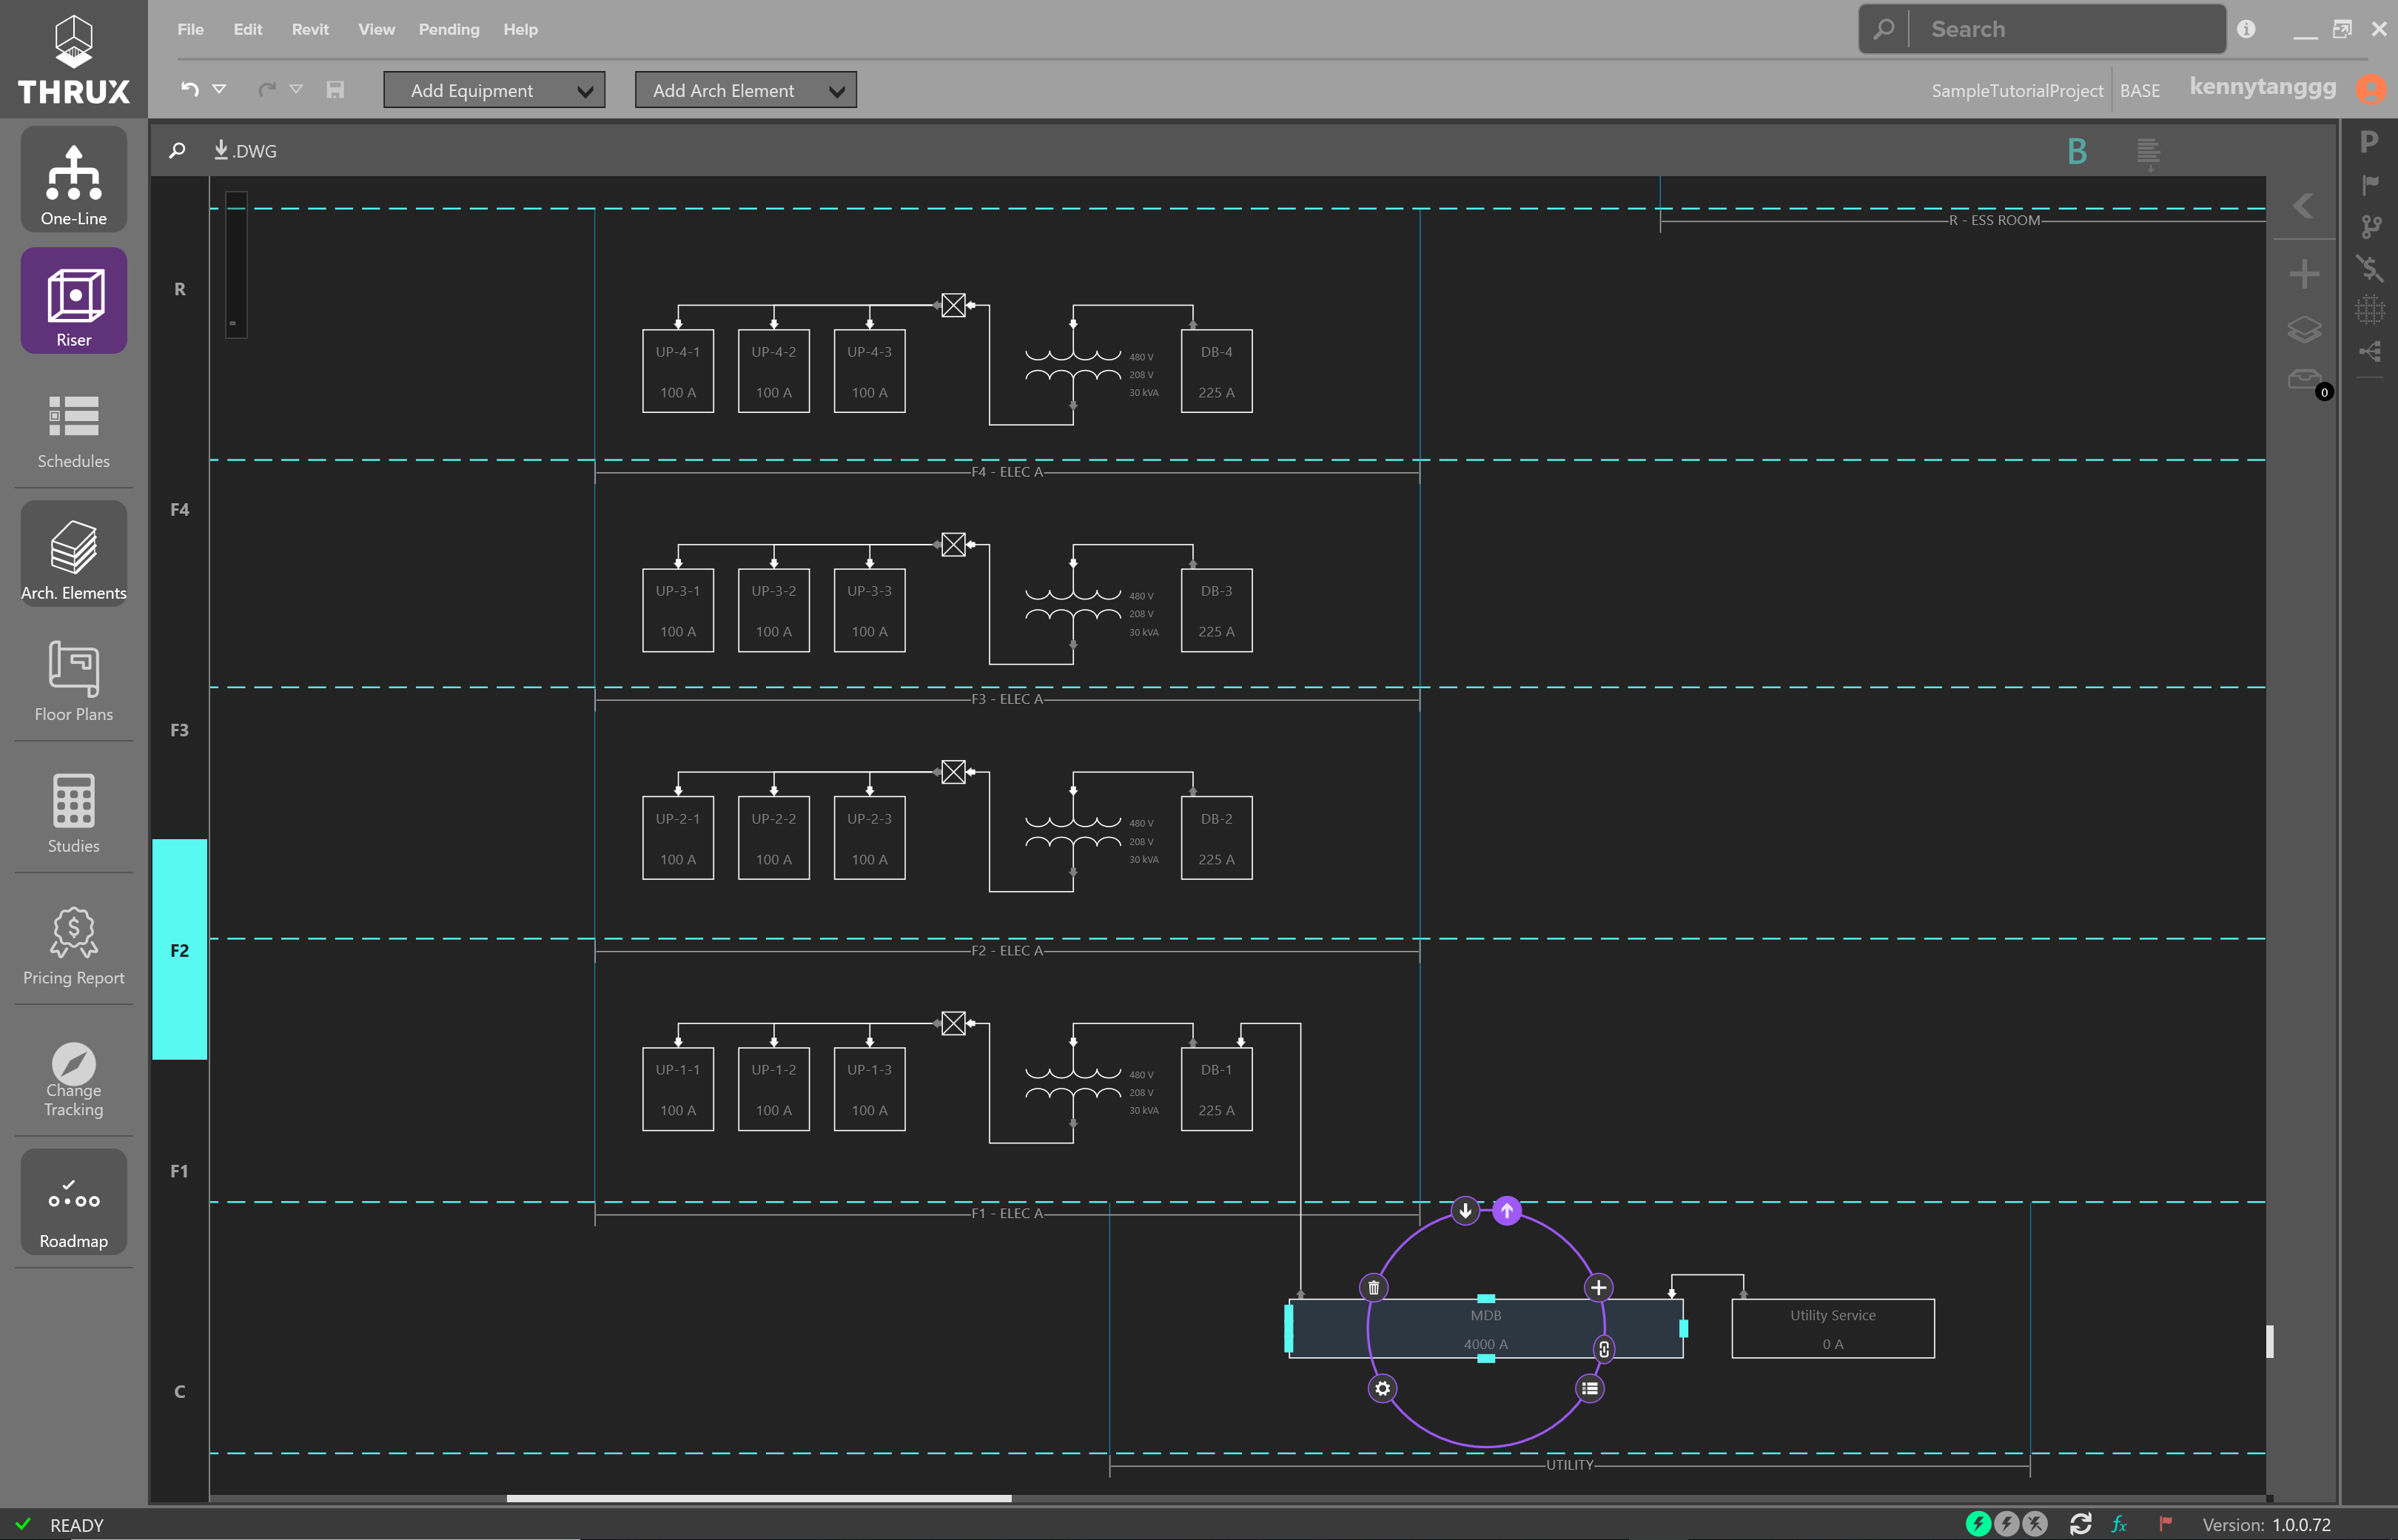 File Edit Revit View Pending Help
Search
THRUX
Add Equipment
Add Arch Element
SampleTutorialProject
BASE
kennytanggg
.DWG
B
P
One-Line
Riser
Schedules
Arch. Elements
Floor Plans
Studies
Pricing Report
Change
Tracking
Roadmap
R - ESS ROOM
R
UP-4-1 UP-4-2 UP-4-3 DB-4
480 V
208 V
30 kVA
100 A 100 A 100 A 225 A
0
F4 - ELEC A
F4
UP-3-1 UP-3-2 UP-3-3 DB-3
480 V
208 V
30 kVA
100 A 100 A 100 A 225 A
F3 - ELEC A
F3
UP-2-1 UP-2-2 UP-2-3 DB-2
480 V
208 V
30 kVA
100 A 100 A 100 A 225 A
F2 - ELEC A
F2
UP-1-1 UP-1-2 UP-1-3 DB-1
480 V
208 V
30 kVA
100 A 100 A 100 A 225 A
F1
F1 - ELEC A
MDB
4000 A
Utility Service
0 A
C
UTILITY
READY
fx
Version: 1.0.0.72